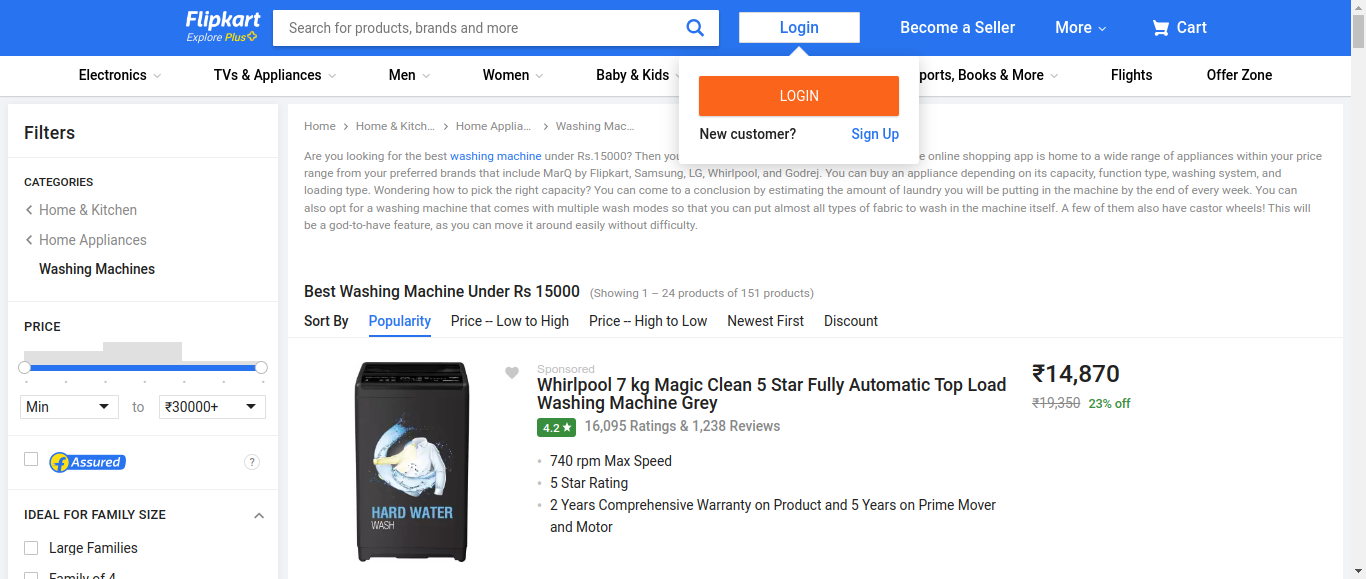 Flipkart
Explore Plus
Search for products, brands and more
Login
Become a Seller
More
Cart
Electronics
TVs & Appliances
Men
Women
Baby & Kids
ports, Books & More
Flights
Offer Zone
LOGIN
New customer? Sign Up
Filters
CATEGORIES
Home & Kitchen
Home Appliances
Washing Machines
PRICE
Min to ₹30000+
Assured ?
IDEAL FOR FAMILY SIZE
Large Families
Family of 4
Home > Home & Kitch... > Home Applia... > Washing Mac...
Are you looking for the best washing machine under Rs.15000? Then you e online shopping app is home to a wide range of appliances within your price
range from your preferred brands that include MarQ by Flipkart, Samsung, LG, Whirlpool, and Godrej. You can buy an appliance depending on its capacity, function type, washing system, and
loading type. Wondering how to pick the right capacity? You can come to a conclusion by estimating the amount of laundry you will be putting in the machine by the end of every week. You can
also opt for a washing machine that comes with multiple wash modes so that you can put almost all types of fabric to wash in the machine itself. A few of them also have castor wheels! This will
be a god-to-have feature, as you can move it around easily without difficulty.
Best Washing Machine Under Rs 15000 (Showing 1 – 24 products of 151 products)
Sort By Popularity Price -- Low to High Price -- High to Low Newest First Discount
HARD WATER
WASH
Sponsored
Whirlpool 7 kg Magic Clean 5 Star Fully Automatic Top Load
Washing Machine Grey
4.2 ★ 16,095 Ratings & 1,238 Reviews
• 740 rpm Max Speed
• 5 Star Rating
• 2 Years Comprehensive Warranty on Product and 5 Years on Prime Mover
and Motor
₹14,870
₹19,350 23% off